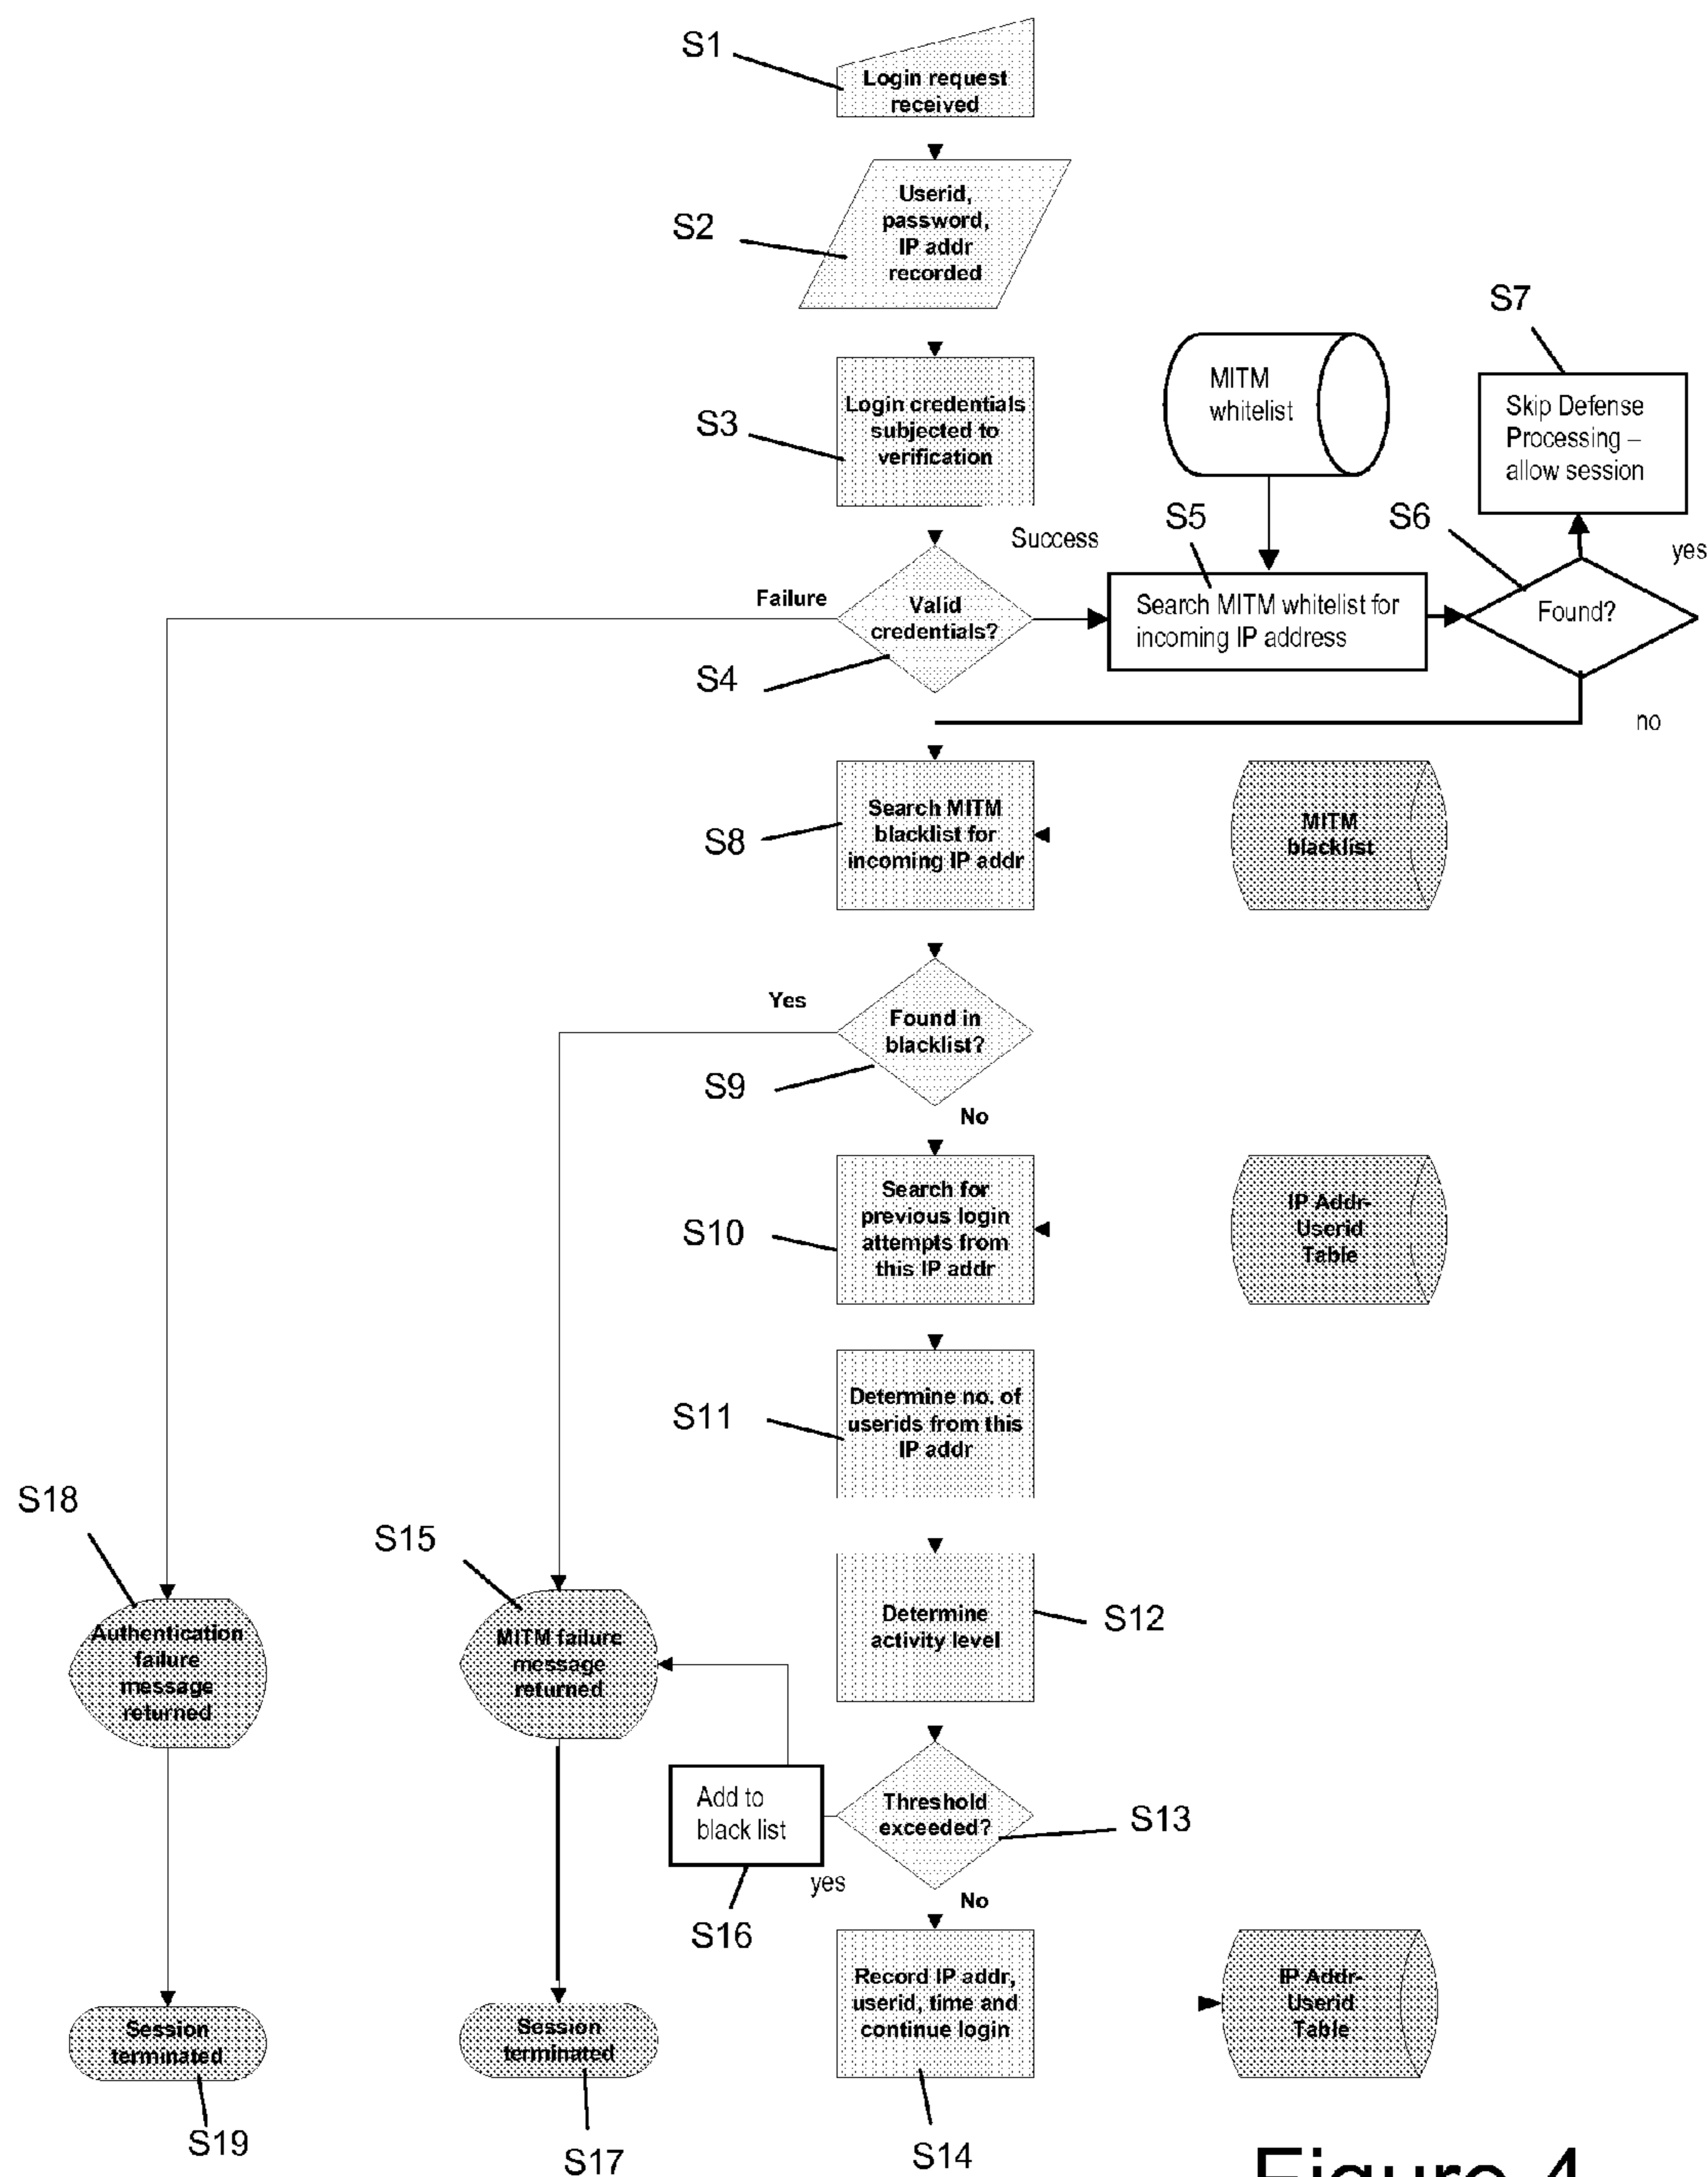 S1
Login request
received
S2
Userid,
password,
IP addr
recorded
S3
Login credentials
subjected to
verification
MITM
whitelist
S7
Skip Defense
Processing –
allow session
Success
S5
S6
yes
Failure
Valid
credentials?
Search MITM whitelist for
incoming IP address
Found?
S4
no
S8
Search MITM
blacklist for
incoming IP addr
MITM
blacklist
Yes
Found in
blacklist?
S9
No
S10
Search for
previous login
attempts from
this IP addr
IP Addr-
Userid
Table
S11
Determine no. of
userids from this
IP addr
S18
S15
S12
Determine
activity level
Authentication
failure
message
returned
MITM failure
message
returned
Add to
black list
Threshold
exceeded?
S13
yes
No
S16
Record IP addr,
userid, time and
continue login
IP Addr-
Userid
Table
Session
terminated
Session
terminated
S19
S17
S14
Figure 4